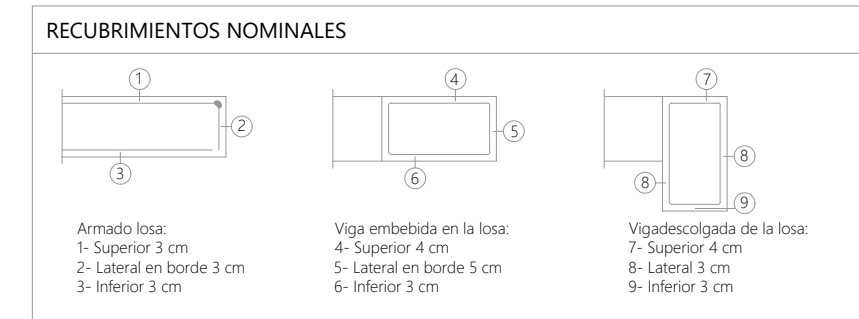 RECUBRIMIENTOS NOMINALES
1
2
3
4
5
6
7
8
8
9
Armado losa:
1- Superior 3 cm
2- Lateral en borde 3 cm
3- Inferior 3 cm
Viga embebida en la losa:
4- Superior 4 cm
5- Lateral en borde 5 cm
6- Inferior 3 cm
Vigadescolgada de la losa:
7- Superior 4 cm
8- Lateral 3 cm
9- Inferior 3 cm